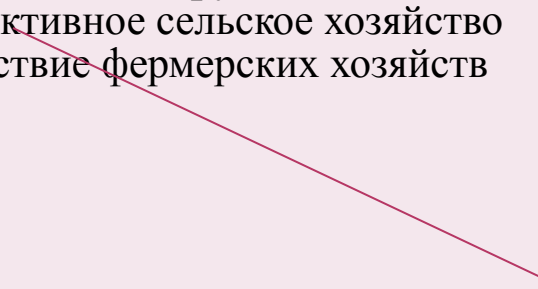 ктивное сельское хозяйство
ствие фермерских хозяйств